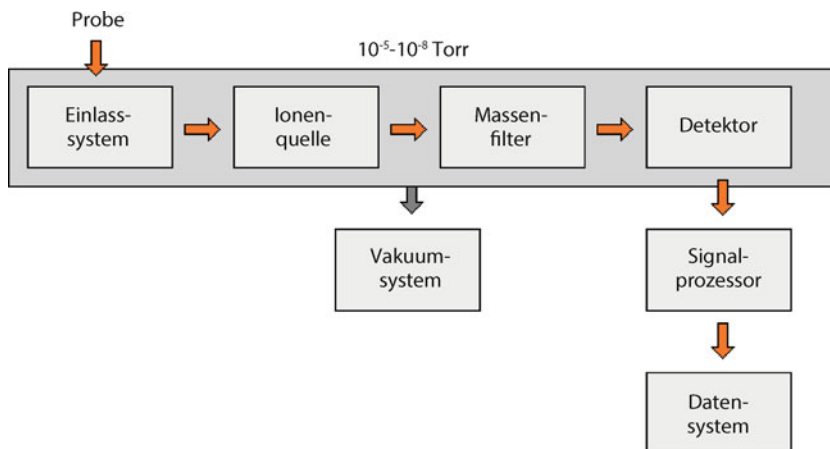 Probe
10⁻⁵-10⁻⁸ Torr
Einlass-
system
Ionen-
quelle
Massen-
filter
Detektor
Vakuum-
system
Signal-
prozessor
Daten-
system